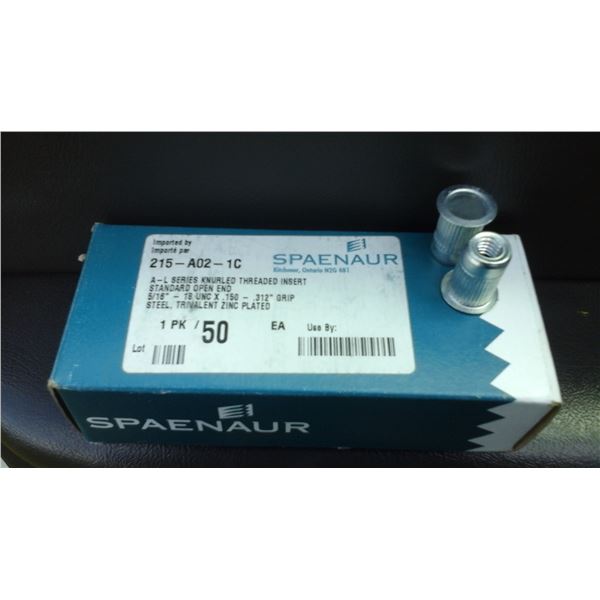 Imported by
Importé par
215-A02-1C
SPAENAUR
Kitchener, Ontario N2G 4B1
A-L SERIES KNURLED THREADED INSERT
STANDARD OPEN END
5/16" - 18 UNC X .150 - .312" GRIP
STEEL, TRIVALENT ZINC PLATED
1 PK / 50 EA Use By:
Lot
SPAENAUR